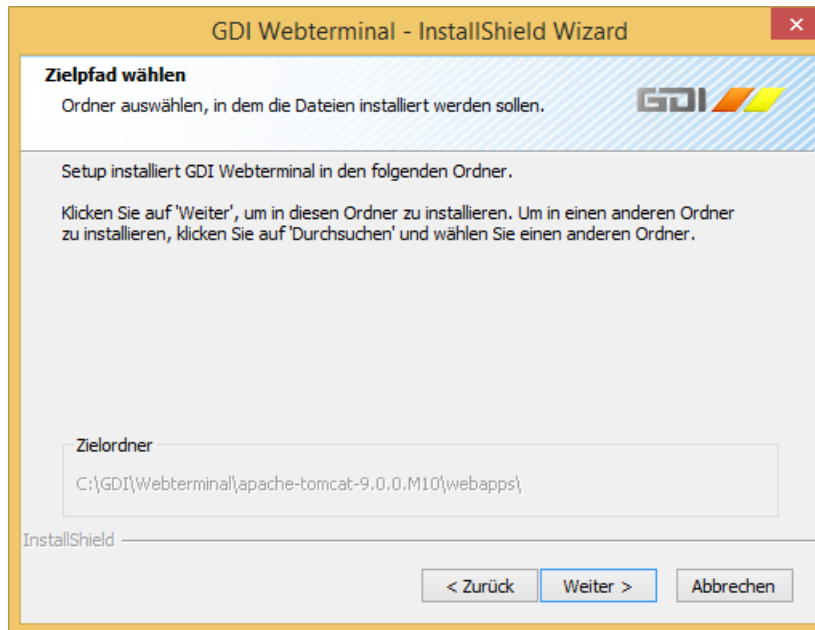 GDI Webterminal - InstallShield Wizard
Zielpfad wählen
Ordner auswählen, in dem die Dateien installiert werden sollen.
GDI
Setup installiert GDI Webterminal in den folgenden Ordner.
Klicken Sie auf 'Weiter', um in diesen Ordner zu installieren. Um in einen anderen Ordner
zu installieren, klicken Sie auf 'Durchsuchen' und wählen Sie einen anderen Ordner.
Zielordner
C:\GDI\Webterminal\apache-tomcat-9.0.0.M10\webapps\
InstallShield
< Zurück
Weiter >
Abbrechen